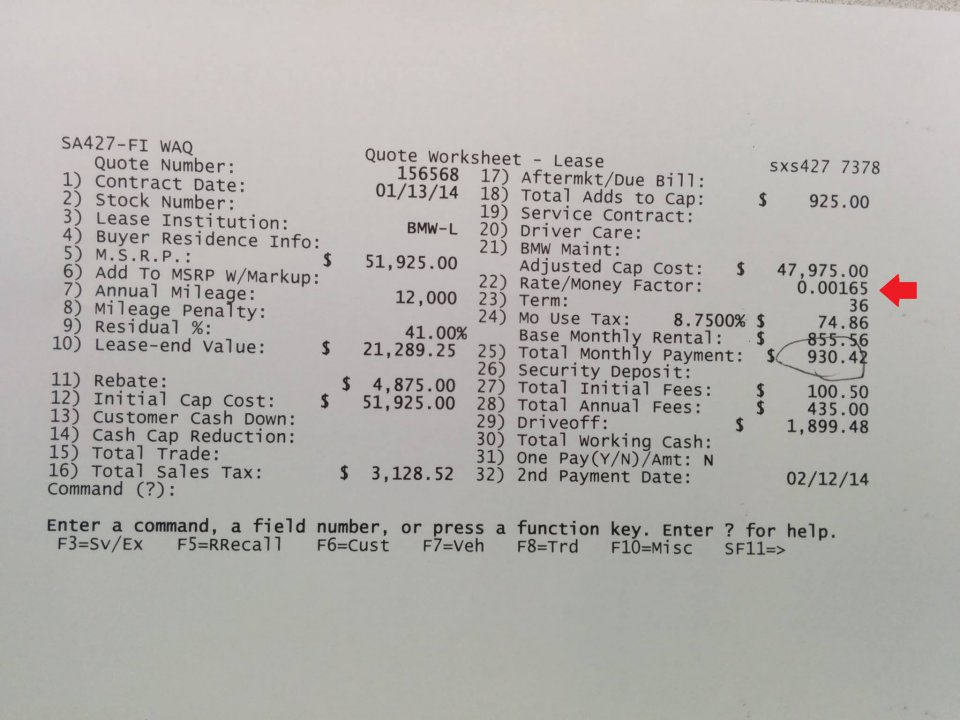 SA427-FI WAQ Quote Worksheet - Lease sxs427 7378
Quote Number: 156568 17) Aftermkt/Due Bill:
1) Contract Date: 01/13/14 18) Total Adds to Cap: $ 925.00
2) Stock Number: 19) Service Contract:
3) Lease Institution: BMW-L 20) Driver Care:
4) Buyer Residence Info: 21) BMW Maint:
5) M.S.R.P.: $ 51,925.00 Adjusted Cap Cost: $ 47,975.00
6) Add To MSRP W/Markup: 22) Rate/Money Factor: 0.00165
7) Annual Mileage: 12,000 23) Term: 36
8) Mileage Penalty: 24) Mo Use Tax: 8.7500% $ 74.86
9) Residual %: 41.00% Base Monthly Rental: $ 855.56
10) Lease-end Value: $ 21,289.25 25) Total Monthly Payment: $ 930.42
26) Security Deposit:
11) Rebate: $ 4,875.00 27) Total Initial Fees: $ 100.50
12) Initial Cap Cost: $ 51,925.00 28) Total Annual Fees: $ 435.00
13) Customer Cash Down: 29) Driveoff: $ 1,899.48
14) Cash Cap Reduction: 30) Total Working Cash:
15) Total Trade: 31) One Pay(Y/N)/Amt: N
16) Total Sales Tax: $ 3,128.52 32) 2nd Payment Date: 02/12/14
Command (?):
Enter a command, a field number, or press a function key. Enter ? for help.
F3=Sv/Ex F5=RRecall F6=Cust F7=Veh F8=Trd F10=Misc SF11=>